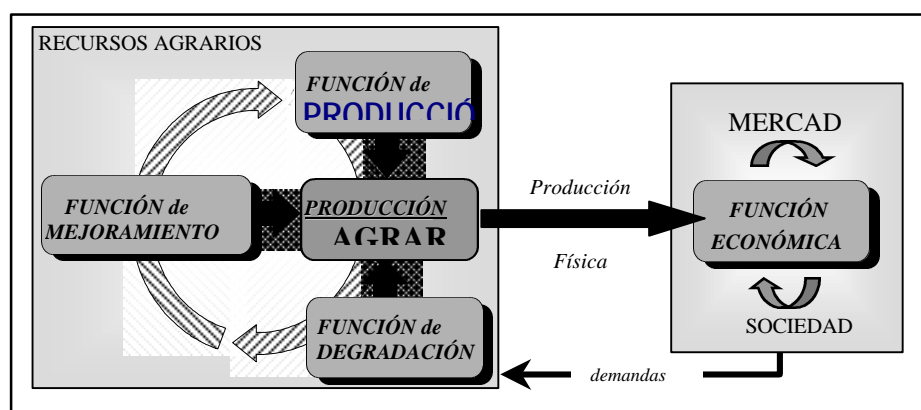 RECURSOS AGRARIOS
FUNCIÓN de
PRODUCCIÓ
FUNCIÓN de
MEJORAMIENTO
PRODUCCIÓN
AGRAR
FUNCIÓN de
DEGRADACIÓN
Producción
Física
MERCAD
FUNCIÓN
ECONÓMICA
SOCIEDAD
demandas